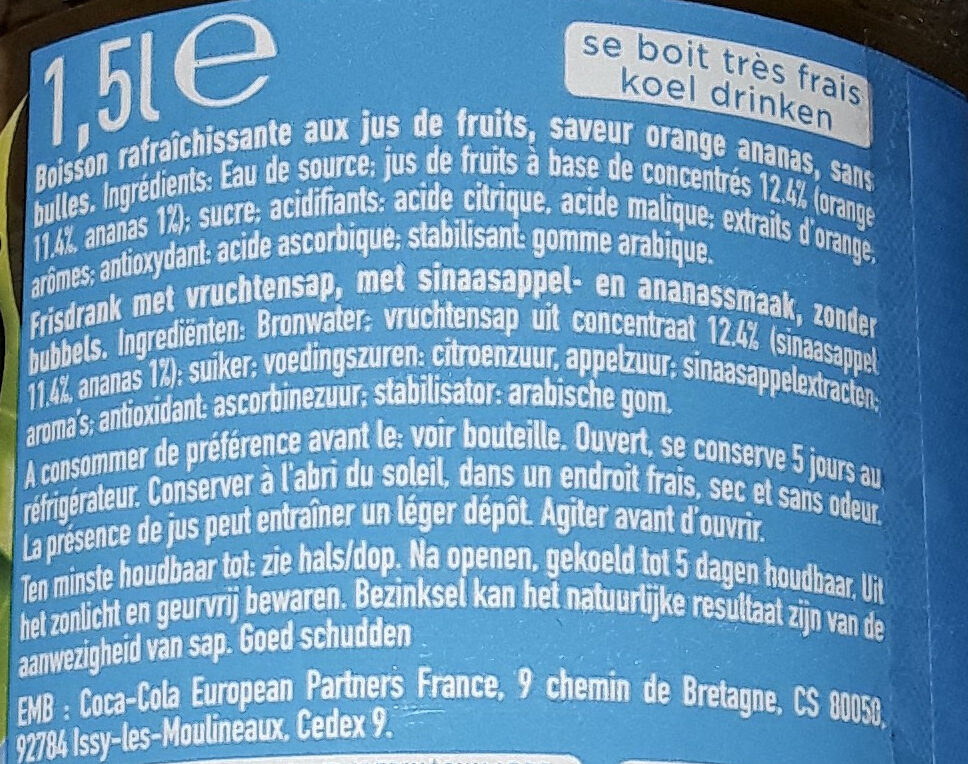 1,5l e
se boit très frais
koel drinken
Boisson rafraîchissante aux jus de fruits, saveur orange ananas, sans
bulles. Ingrédients: Eau de source; jus de fruits à base de concentrés 12.4% (orange
11.4%, ananas 1%); sucre; acidifiants: acide citrique, acide malique; extraits d'orange,
arômes; antioxydant: acide ascorbique; stabilisant: gomme arabique.
Frisdrank met vruchtensap, met sinaasappel- en ananassmaak, zonder
bubbels. Ingrediënten: Bronwater; vruchtensap uit concentraat 12.4% (sinaasappel
11.4%, ananas 1%); suiker; voedingszuren: citroenzuur, appelzuur; sinaasappelextracten;
aroma's; antioxidant: ascorbinezuur; stabilisator: arabische gom.
A consommer de préférence avant le: voir bouteille. Ouvert, se conserve 5 jours au
réfrigérateur. Conserver à l'abri du soleil, dans un endroit frais, sec et sans odeur.
La présence de jus peut entraîner un léger dépôt. Agiter avant d'ouvrir.
Ten minste houdbaar tot: zie hals/dop. Na openen, gekoeld tot 5 dagen houdbaar, Uit
het zonlicht en geurvrij bewaren. Bezinksel kan het natuurlijke resultaat zijn van de
aanwezigheid van sap. Goed schudden
EMB : Coca-Cola European Partners France, 9 chemin de Bretagne, CS 80050,
92784 Issy-les-Moulineaux, Cedex 9.